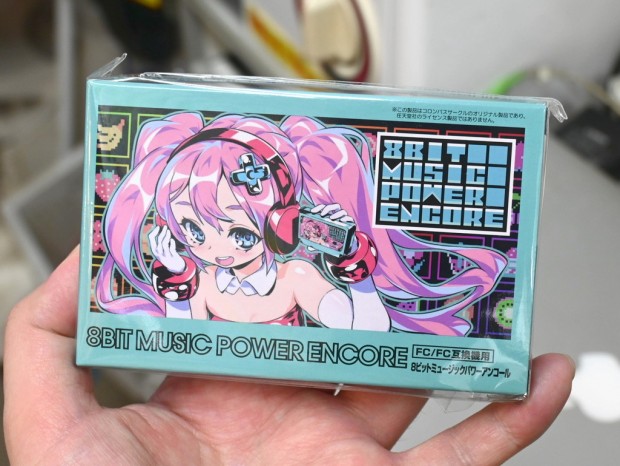 ※この製品はコロンバスサークルのオリジナル製品であり、
任天堂社のライセンス製品ではありません。
8BIT
MUSIC
POWER
ENCORE
8BIT MUSIC POWER ENCORE
FC/FC互換機用
8ビットミュージックパワーアンコール